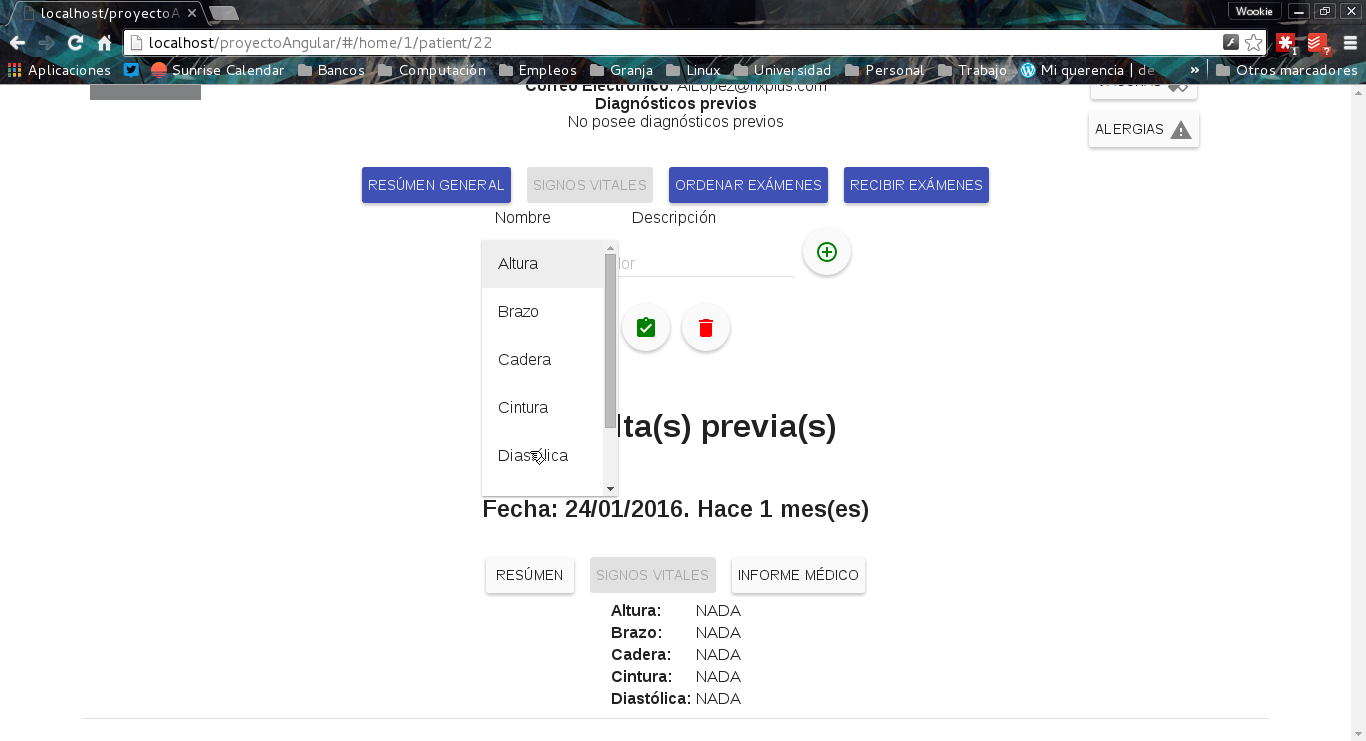 localhost/proyectoA
Wookie
localhost/proyectoAngular/#/home/1/patient/22
Aplicaciones Sunrise Calendar Bancos Computación Empleos Granja Linux Universidad Personal Trabajo Mi querencia | de » Otros marcadores
Correo Electrónico: AlLopez@nxplus.com
Diagnósticos previos
No posee diagnósticos previos
ALERGIAS
RESÚMEN GENERAL SIGNOS VITALES ORDENAR EXÁMENES RECIBIR EXÁMENES
Nombre Descripción
Altura
Brazo
Cadera
Cintura
Diastólica
lta(s) previa(s)
Fecha: 24/01/2016. Hace 1 mes(es)
RESÚMEN SIGNOS VITALES INFORME MÉDICO
Altura: NADA
Brazo: NADA
Cadera: NADA
Cintura: NADA
Diastólica: NADA